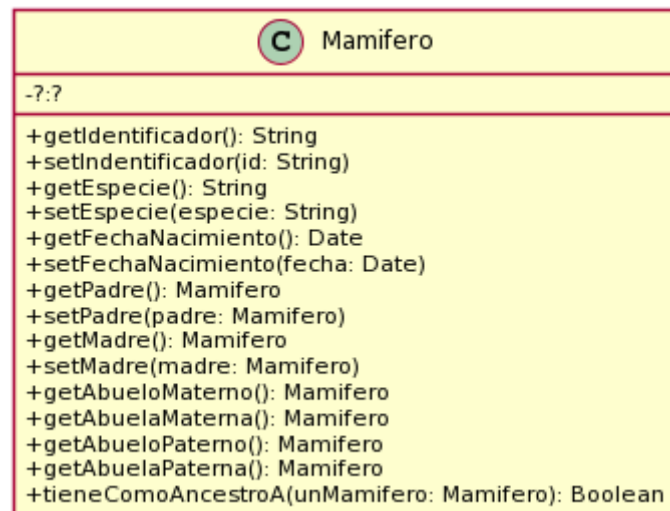 C Mamifero
-?:?
+getIdentificador(): String
+setIndentificador(id: String)
+getEspecie(): String
+setEspecie(especie: String)
+getFechaNacimiento(): Date
+setFechaNacimiento(fecha: Date)
+getPadre(): Mamifero
+setPadre(padre: Mamifero)
+getMadre(): Mamifero
+setMadre(madre: Mamifero)
+getAbueloMaterno(): Mamifero
+getAbuelaMaterna(): Mamifero
+getAbueloPaterno(): Mamifero
+getAbuelaPaterna(): Mamifero
+tieneComoAncestroA(unMamifero: Mamifero): Boolean